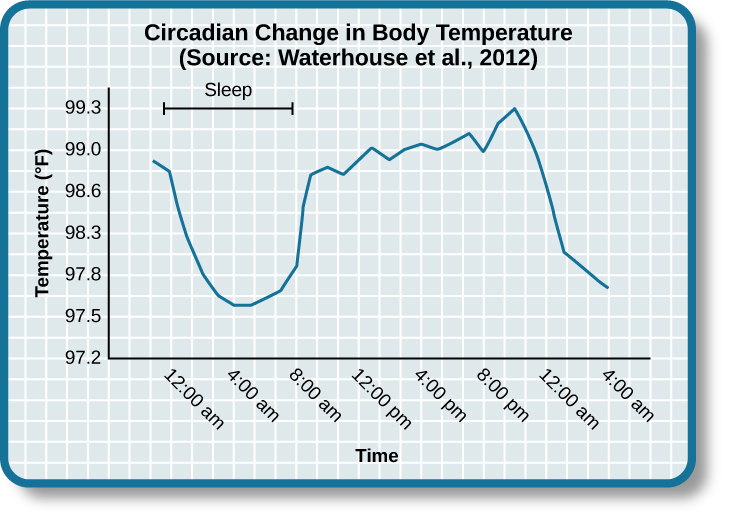 Circadian Change in Body Temperature
(Source: Waterhouse et al., 2012)
Sleep
99.3
99.0
98.6
98.3
97.8
97.5
97.2
Temperature (°F)
12:00 am
4:00 am
8:00 am
12:00 pm
4:00 pm
8:00 pm
12:00 am
4:00 am
Time